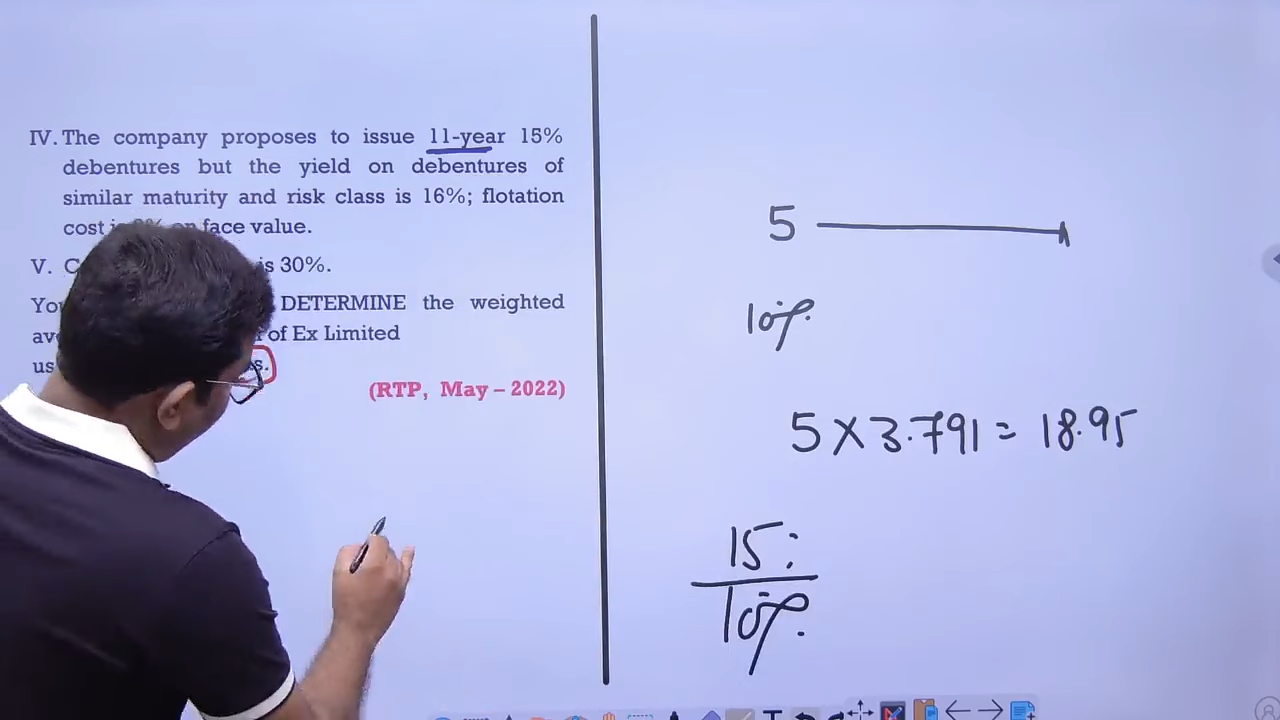 IV. The company proposes to issue 11-year 15%
debentures but the yield on debentures of
similar maturity and risk class is 16%; flotation
cost face value.
V. is 30%.
DETERMINE the weighted
of Ex Limited
(RTP, May – 2022)
5
10%.
5 X 3.791 = 18.95
15
10%.